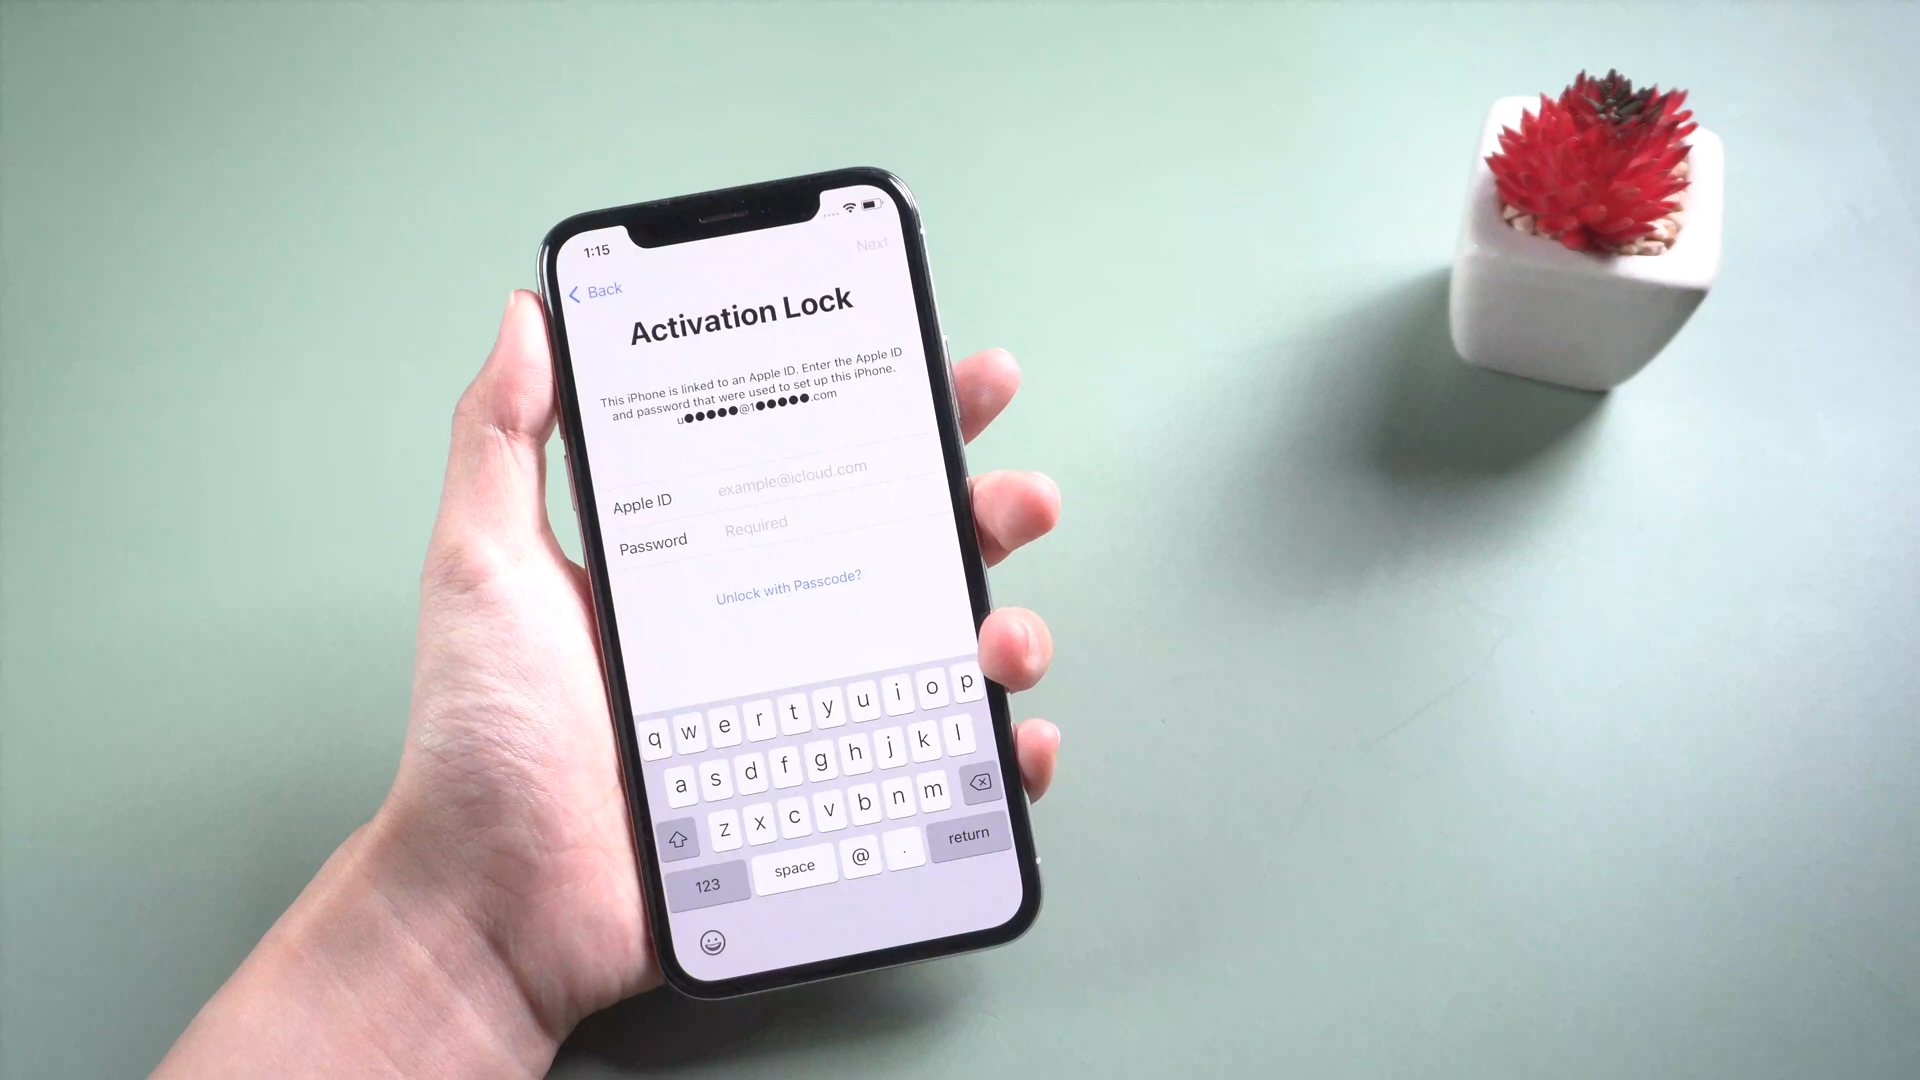 1:15
Next
Back
Activation Lock
This iPhone is linked to an Apple ID. Enter the Apple ID
and password that were used to set up this iPhone.
u●●●●●@1●●●●●.com
Apple ID example@icloud.com
Password Required
Unlock with Passcode?
q w e r t y u i o p
a s d f g h j k l
z x c v b n m
123 space @ . return